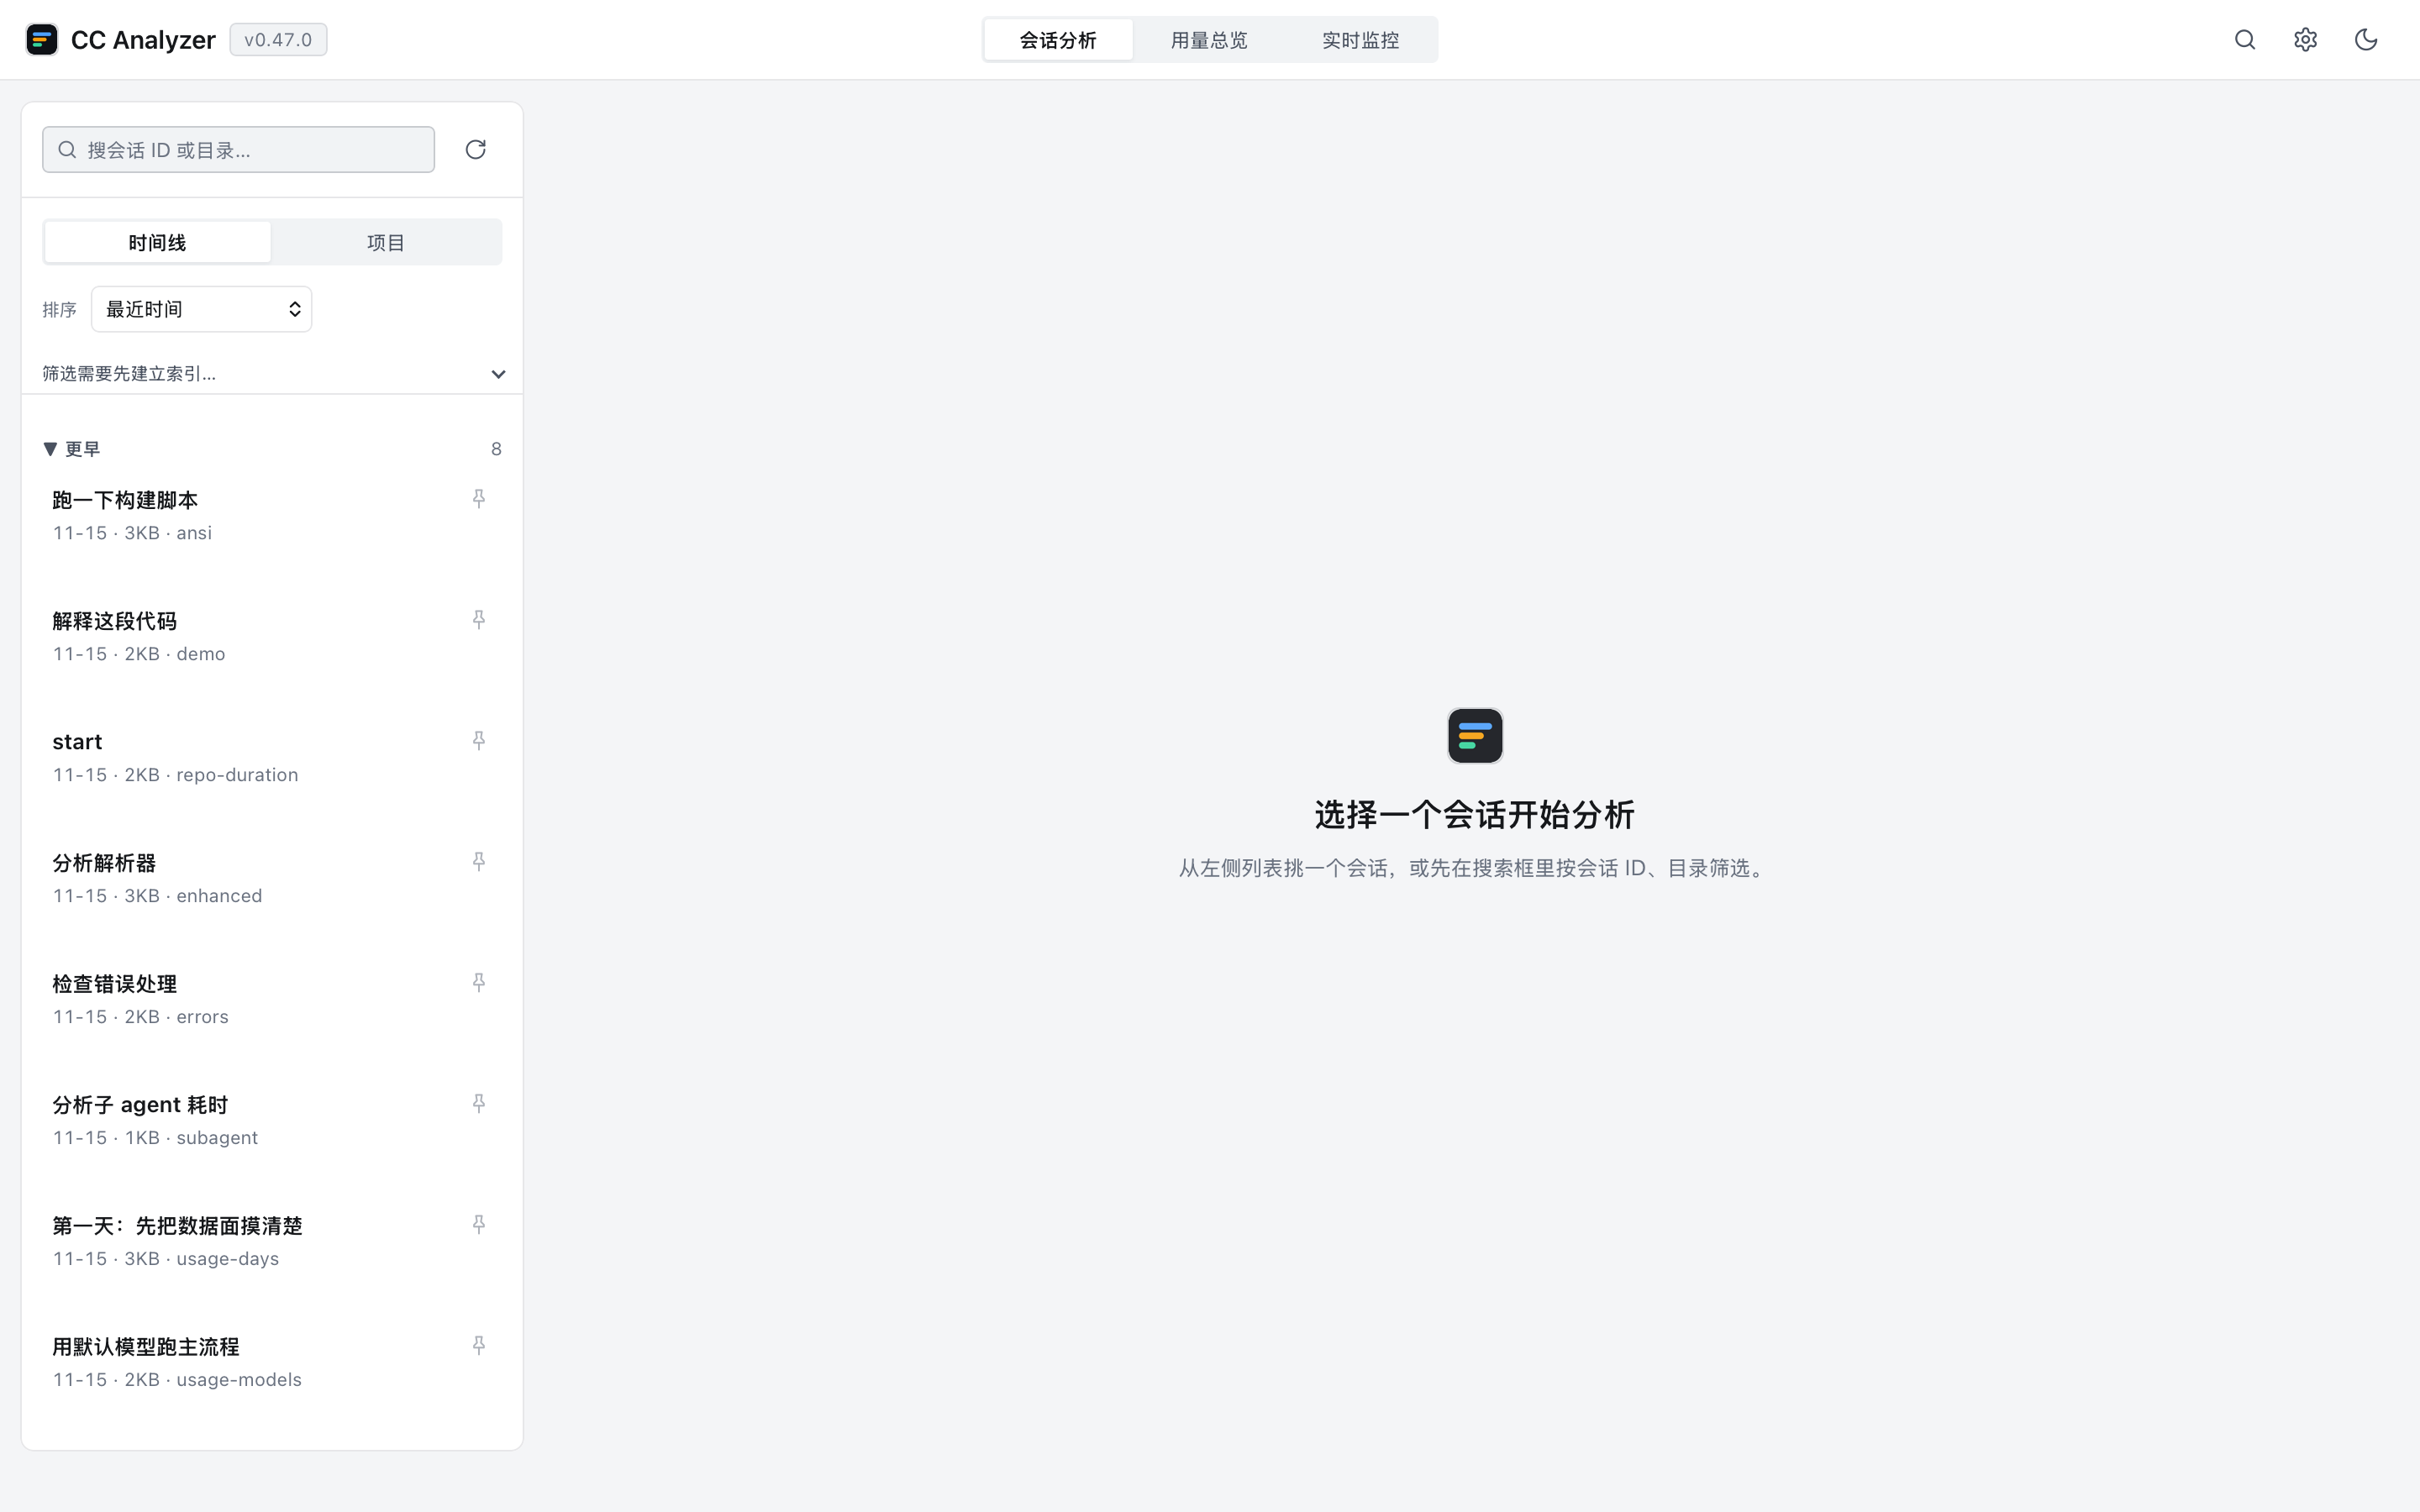 CC Analyzer v0.47.0
会话分析 用量总览 实时监控
搜会话 ID 或目录...
时间线 项目
排序 最近时间
筛选需要先建立索引...
更早 8
跑一下构建脚本
11-15 · 3KB · ansi
解释这段代码
11-15 · 2KB · demo
start
11-15 · 2KB · repo-duration
分析解析器
11-15 · 3KB · enhanced
检查错误处理
11-15 · 2KB · errors
分析子 agent 耗时
11-15 · 1KB · subagent
第一天：先把数据面摸清楚
11-15 · 3KB · usage-days
用默认模型跑主流程
11-15 · 2KB · usage-models
选择一个会话开始分析
从左侧列表挑一个会话，或先在搜索框里按会话 ID、目录筛选。